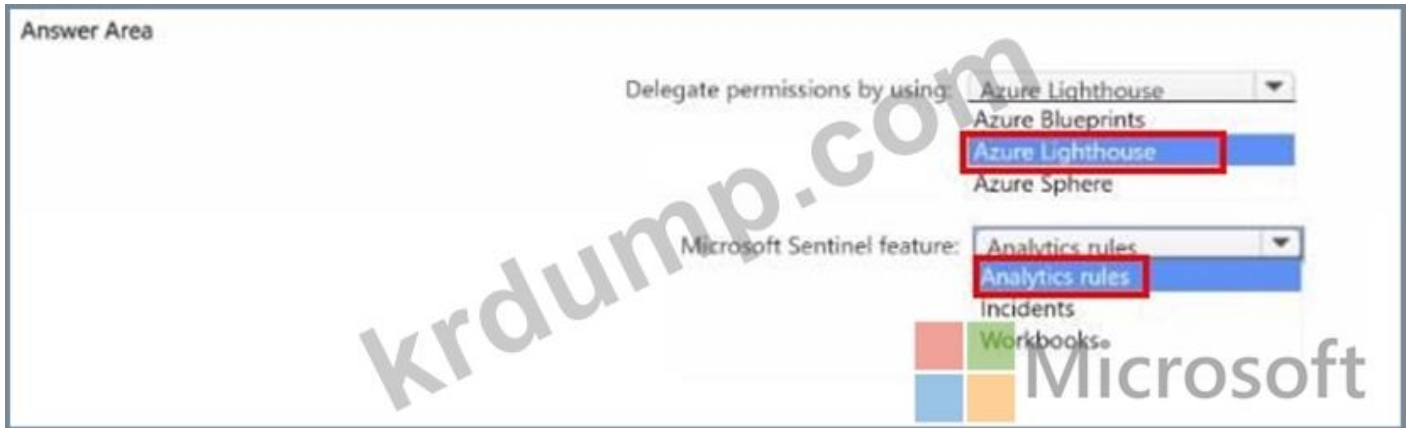 Answer Area
Delegate permissions by using: Azure Lighthouse
Azure Blueprints
Azure Lighthouse
Azure Sphere
Microsoft Sentinel feature: Analytics rules
Analytics rules
Incidents
Workbooks
krdump.com
Microsoft